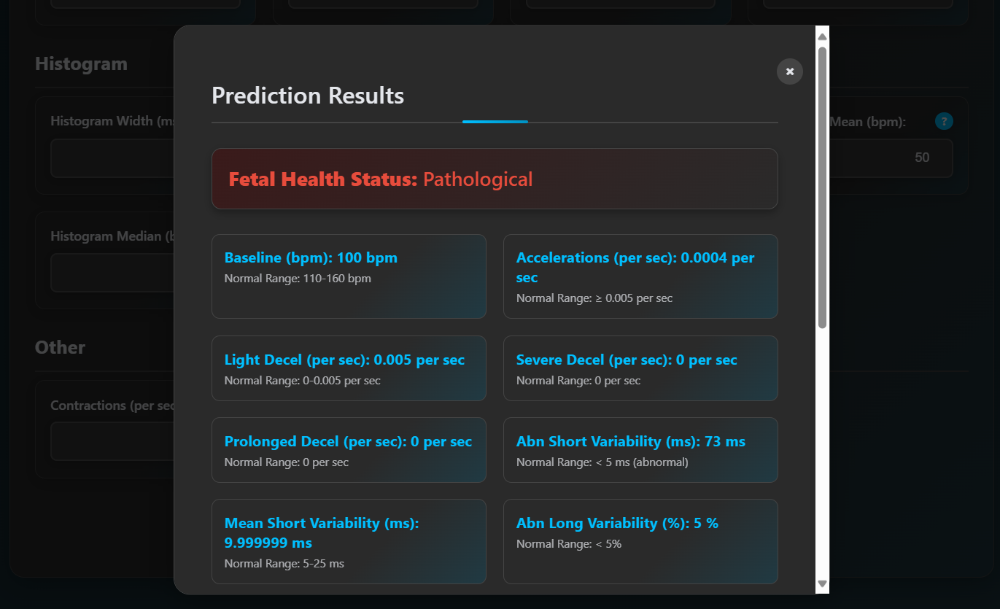 Histogram
Histogram Width (m
Mean (bpm):
?
50
Histogram Median (b
Other
Contractions (per sec
Prediction Results
Fetal Health Status: Pathological
Baseline (bpm): 100 bpm
Normal Range: 110-160 bpm
Accelerations (per sec): 0.0004 per
sec
Normal Range: ≥ 0.005 per sec
Light Decel (per sec): 0.005 per sec
Normal Range: 0-0.005 per sec
Severe Decel (per sec): 0 per sec
Normal Range: 0 per sec
Prolonged Decel (per sec): 0 per sec
Normal Range: 0 per sec
Abn Short Variability (ms): 73 ms
Normal Range: < 5 ms (abnormal)
Mean Short Variability (ms):
9.999999 ms
Normal Range: 5-25 ms
Abn Long Variability (%): 5 %
Normal Range: < 5%